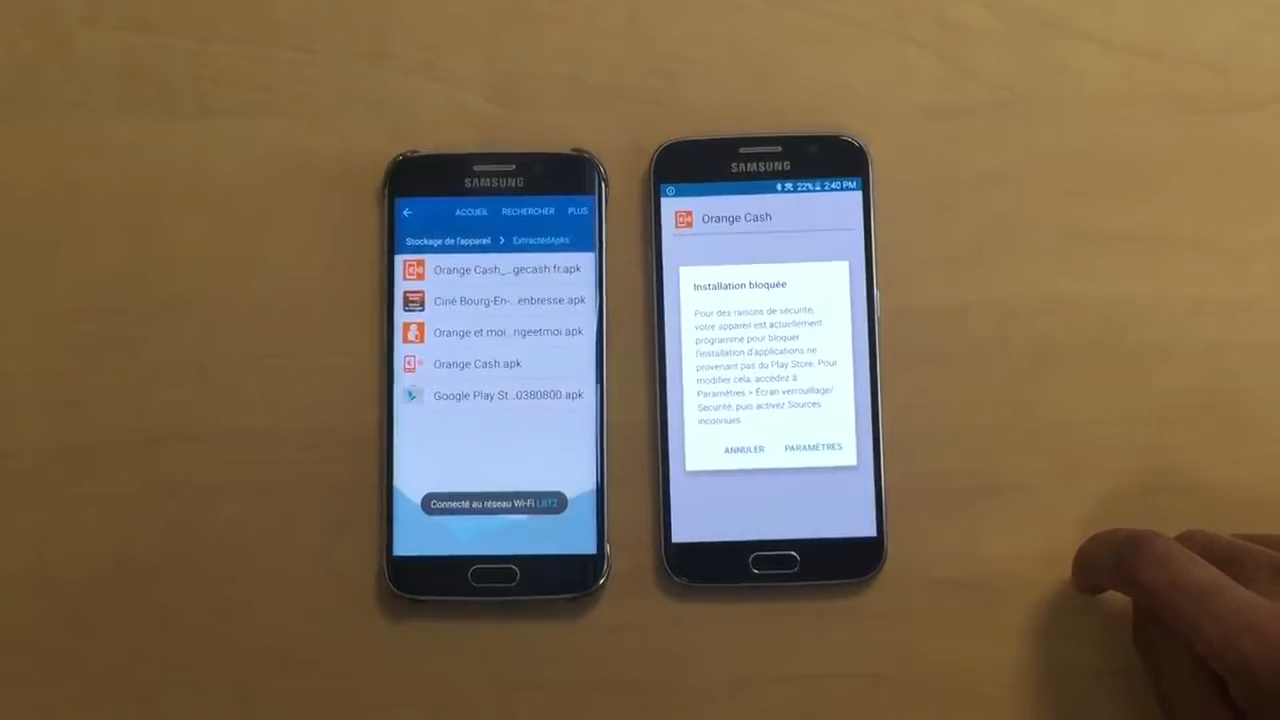 SAMSUNG
ACCUEIL RECHERCHER PLUS
Stockage de l'appareil > ExtractedApks
Orange Cash_...gecash.fr.apk
Ciné Bourg-En-...enbresse.apk
Orange et moi...ngeetmoi.apk
Orange Cash.apk
Google Play St...0380800.apk
Connecté au réseau Wi-Fi
SAMSUNG
22% 2:40 PM
Orange Cash
Installation bloquée
Pour des raisons de sécurité,
votre appareil est actuellement
programmé pour bloquer
l'installation d'applications ne
provenant pas du Play Store. Pour
modifier cela, accédez à
Paramètres > Écran verrouillage/
Sécurité, puis activez Sources
inconnues
ANNULER PARAMÈTRES